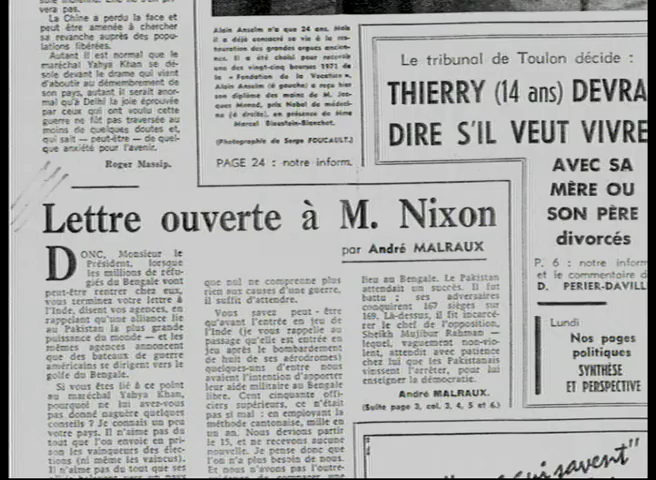 vera pas.
La Chine a perdu la face et
peut être amenée à chercher
sa revanche auprès des popu-
lations libérées.
Autant il est normal que le
maréchal Yahya Khan se dé-
sole devant le drame qui vient
d'aboutir au démembrement de
son pays, autant il serait anor-
mal qu'à Delhi la joie éprouvée
par ceux qui ont voulu cette
guerre ne fût pas traversée au
moins de quelques doutes et,
qui sait — peut-être — de quel-
que anxiété pour l'avenir.
Roger Massip.
Alain Anselm n'a que 24 ans. Mais
il a déjà consacré sa vie à la res-
tauration des grandes orgues ancien-
nes. Il a été choisi pour recevoir
une des vingt-cinq bourses 1971 de
la « Fondation de la Vocation ».
Alain Anselm (à gauche) a reçu hier
son diplôme des mains de M. Jac-
ques Monod, prix Nobel de médeci-
ne (à droite), en présence de Mme
Marcel Bleustein-Blanchet.
(Photographie de Serge FOUCAULT.)
PAGE 24 : notre inform.
Le tribunal de Toulon décide :
THIERRY (14 ans) DEVRA
DIRE S'IL VEUT VIVRE
AVEC SA
MÈRE OU
SON PÈRE
divorcés
P. 6 : notre inform
et le commentaire d
D. PERIER-DAVILL
Lundi
Nos pages
politiques
SYNTHÈSE
ET PERSPECTIVE
Lettre ouverte à M. Nixon
par André MALRAUX
DONC, Monsieur le
Président, lorsque
les millions de réfu-
giés du Bengale vont
peut-être rentrer chez eux,
vous terminez votre lettre à
l'Inde, disent vos agences, en
rappelant qu'une alliance lie
au Pakistan la plus grande
puissance du monde — et les
mêmes agences annoncent
que des bateaux de guerre
américains se dirigent vers le
golfe du Bengale.
Si vous êtes lié à ce point
au maréchal Yahya Khan,
pourquoi ne lui avez-vous
pas donné naguère quelques
conseils ? Je connais un peu
votre pays. Il n'aime pas du
tout que l'on envoie en pri-
son les vainqueurs des élec-
tions (ni même les vaincus).
Il n'aime pas du tout que ses
que nul ne comprenne plus
rien aux causes d'une guerre,
il suffit d'attendre.
Vous savez peut-être
qu'avant l'entrée en jeu de
l'Inde (je vous rappelle au
passage qu'elle est entrée en
jeu après le bombardement
de huit de ses aérodromes)
quelques-uns d'entre nous
avaient l'intention d'apporter
leur aide militaire au Bengale
libre. Cent cinquante offi-
ciers supérieurs, ce n'était
pas si mal : en employant la
méthode cantonaise, mille en
un an. Nous devions partir
le 15, et ne recevons aucune
nouvelle. Je pense donc que
l'on n'a plus besoin de nous.
Et nous n'avons pas l'outre-
lieu au Bengale. Le Pakistan
attendait un succès. Il fut
battu : ses adversaires
conquirent 167 sièges sur
169. Là-dessus, il fit incarcé-
rer le chef de l'opposition,
Sheikh Mujibur Rahman —
lequel, vaguement non-vio-
lent, attendit avec patience
chez lui que les Pakistanais
vinssent l'arrêter, pour lui
enseigner la démocratie.
André MALRAUX.
(Suite page 3, col. 3, 4, 5 et 6.)